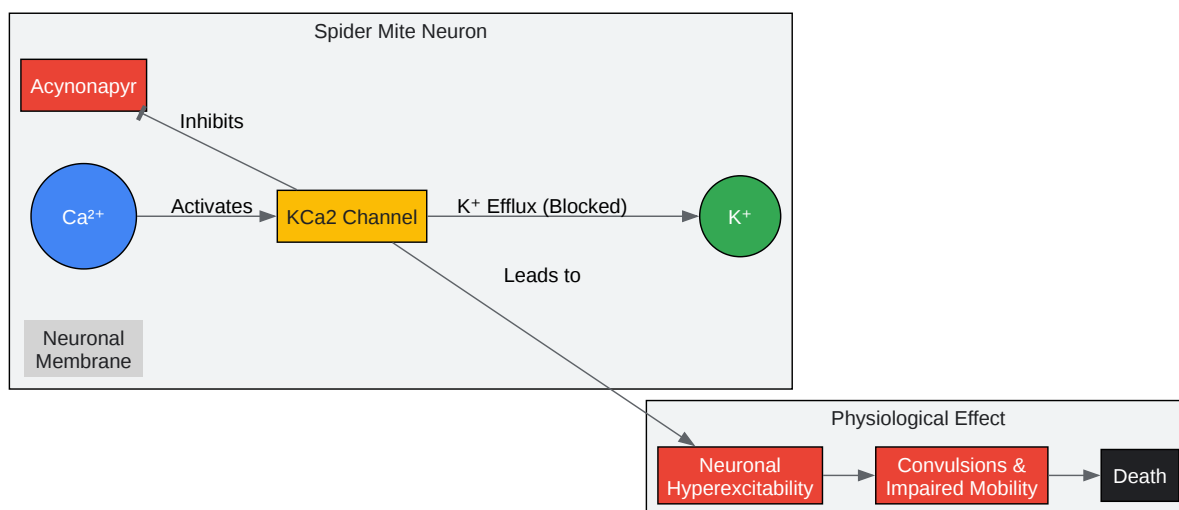 Spider Mite Neuron
Acynonapyr
Inhibits
Ca²⁺
Activates
KCa2 Channel
K⁺ Efflux (Blocked)
K⁺
Leads to
Neuronal
Membrane
Physiological Effect
Neuronal
Hyperexcitability
Convulsions &
Impaired Mobility
Death